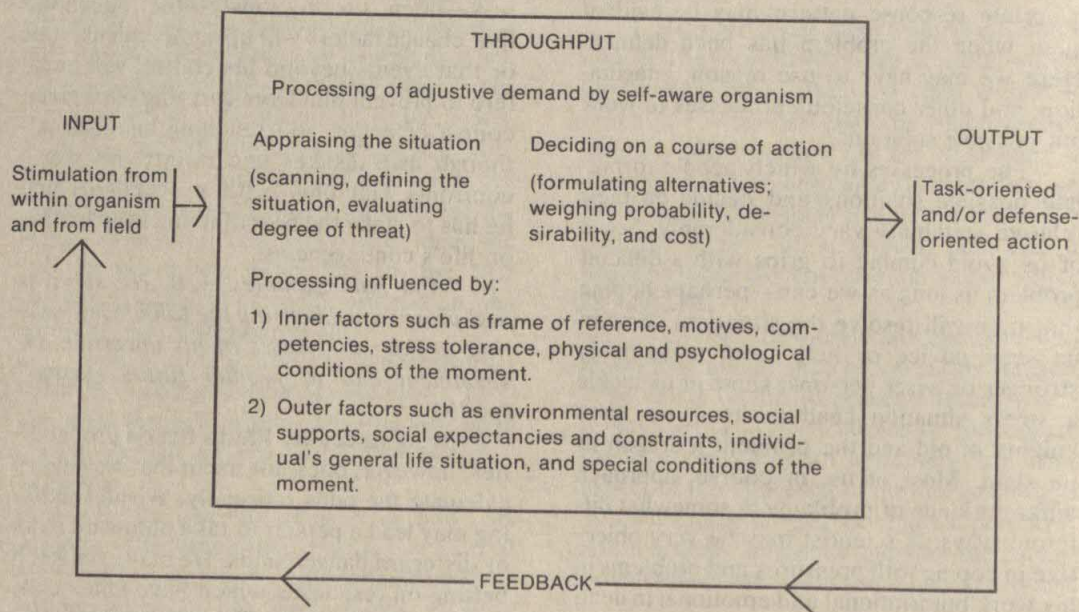 THROUGHPUT
Processing of adjustive demand by self-aware organism
INPUT
Stimulation from
within organism
and from field
Appraising the situation
(scanning, defining the
situation, evaluating
degree of threat)
Deciding on a course of action
(formulating alternatives;
weighing probability, de-
sirability, and cost)
OUTPUT
Task-oriented
and/or defense-
oriented action
Processing influenced by:
1) Inner factors such as frame of reference, motives, com-
petencies, stress tolerance, physical and psychological
conditions of the moment.
2) Outer factors such as environmental resources, social
supports, social expectancies and constraints, individ-
ual's general life situation, and special conditions of the
moment.
FEEDBACK